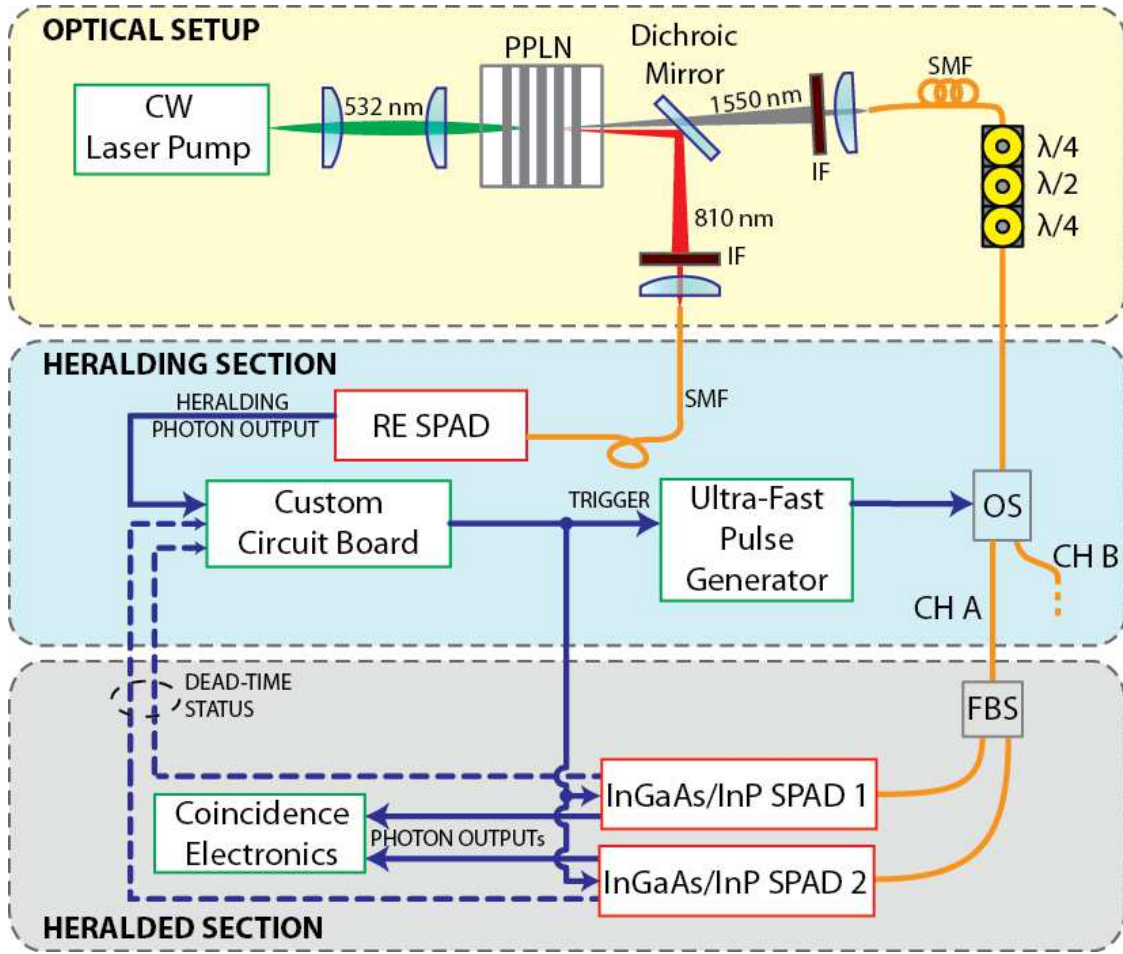 OPTICAL SETUP
CW
Laser Pump
532 nm
PPLN
Dichroic
Mirror
1550 nm
IF
SMF
λ/4
λ/2
λ/4
810 nm
IF
HERALDING SECTION
HERALDING
PHOTON OUTPUT
RE SPAD
SMF
Custom
Circuit Board
TRIGGER
Ultra-Fast
Pulse
Generator
OS
CH B
CH A
DEAD-TIME
STATUS
FBS
InGaAs/InP SPAD 1
Coincidence
Electronics
PHOTON OUTPUTs
InGaAs/InP SPAD 2
HERALDED SECTION